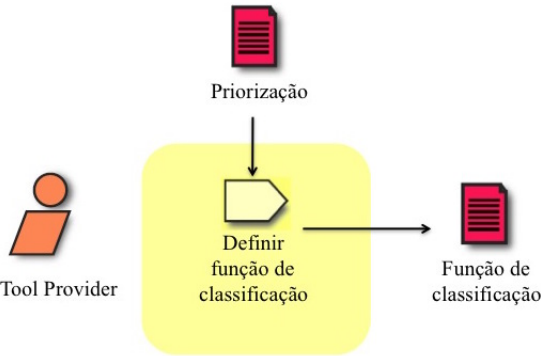 Priorização
Definir
função de
classificação
Tool Provider
Função de
classificação